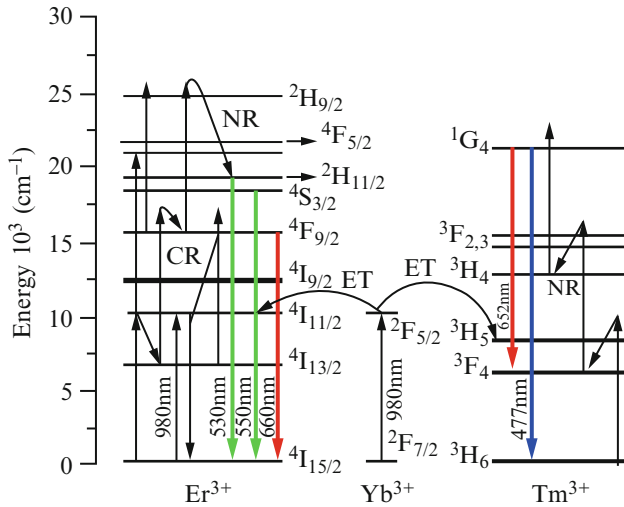 Energy 10³ (cm⁻¹)
30
25
20
15
10
5
0
²H₉/₂
NR
⁴F₅/₂
²H₁₁/₂
⁴S₃/₂
⁴F₉/₂
CR
⁴I₉/₂
⁴I₁₁/₂
⁴I₁₃/₂
⁴I₁₅/₂
980nm
530nm
550nm
660nm
Er³⁺
ET
ET
²F₅/₂
980nm
²F₇/₂
Yb³⁺
¹G₄
³F₂,₃
³H₄
NR
³H₅
³F₄
³H₆
652nm
477nm
Tm³⁺